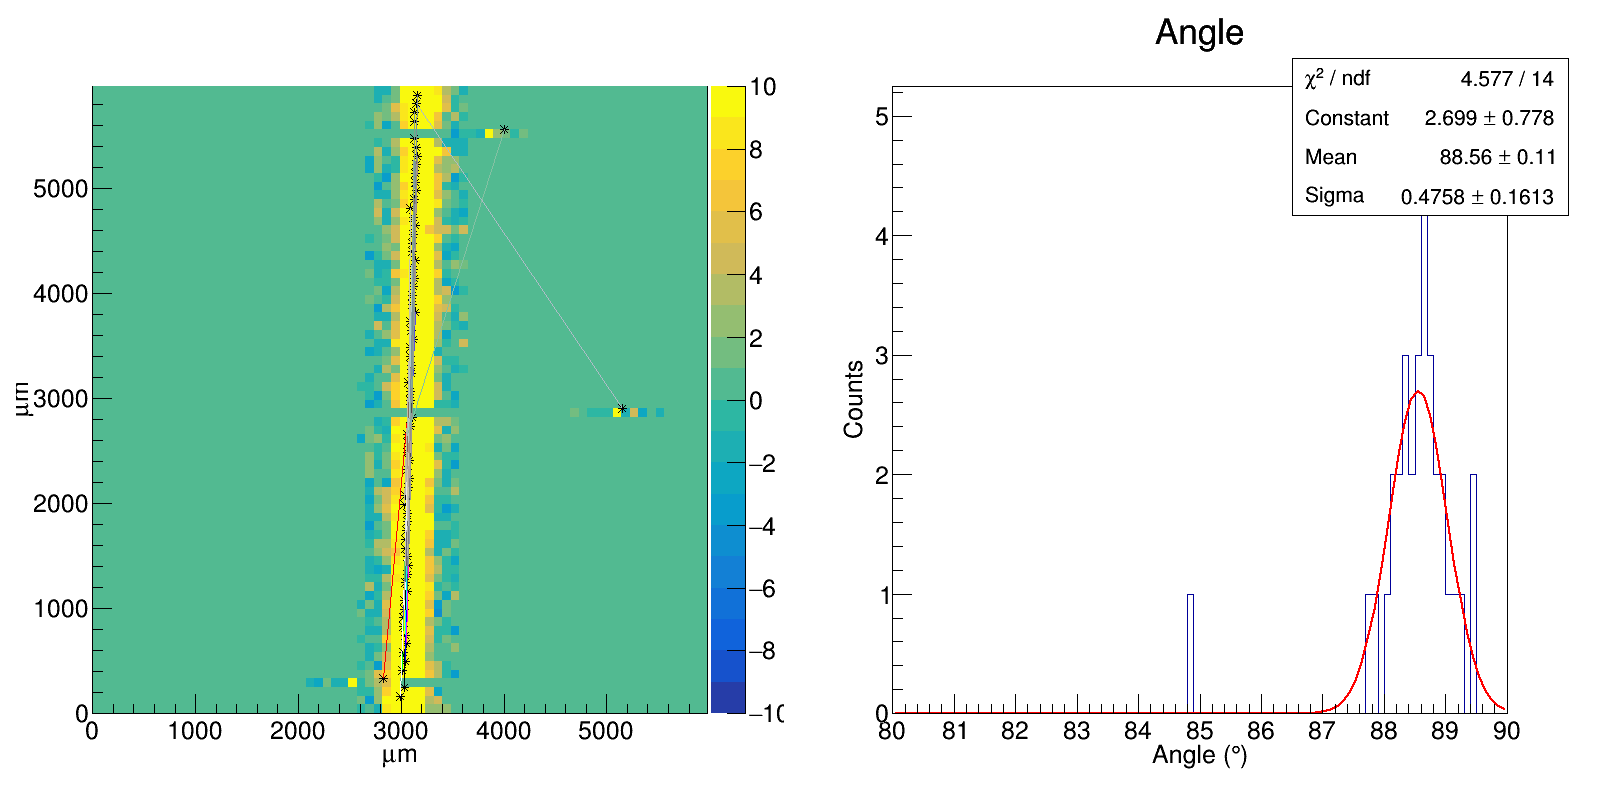 Angle
χ² / ndf 4.577 / 14
Constant 2.699 ± 0.778
Mean 88.56 ± 0.11
Sigma 0.4758 ± 0.1613
5000
4000
3000
2000
1000
0
μm
0 1000 2000 3000 4000 5000
μm
10
8
6
4
2
0
−2
−4
−6
−8
−10
5
4
3
2
1
0
Counts
80 81 82 83 84 85 86 87 88 89 90
Angle (°)